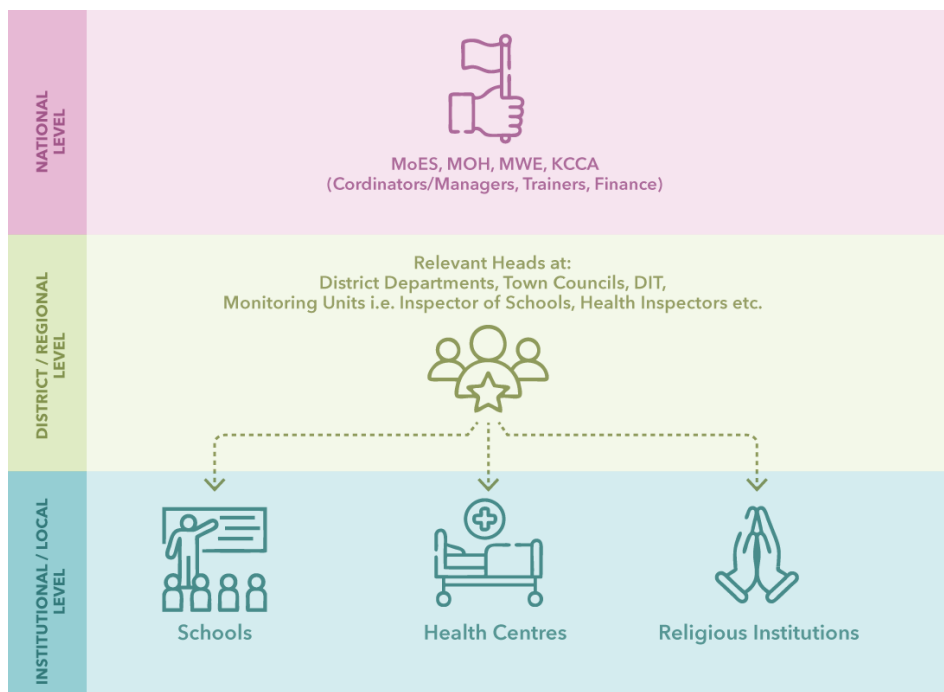 NATIONAL
LEVEL
MoES, MOH, MWE, KCCA
(Cordinators/Managers, Trainers, Finance)
DISTRICT / REGIONAL
LEVEL
Relevant Heads at:
District Departments, Town Councils, DIT,
Monitoring Units i.e. Inspector of Schools, Health Inspectors etc.
INSTITUTIONAL / LOCAL
LEVEL
Schools
Health Centres
Religious Institutions